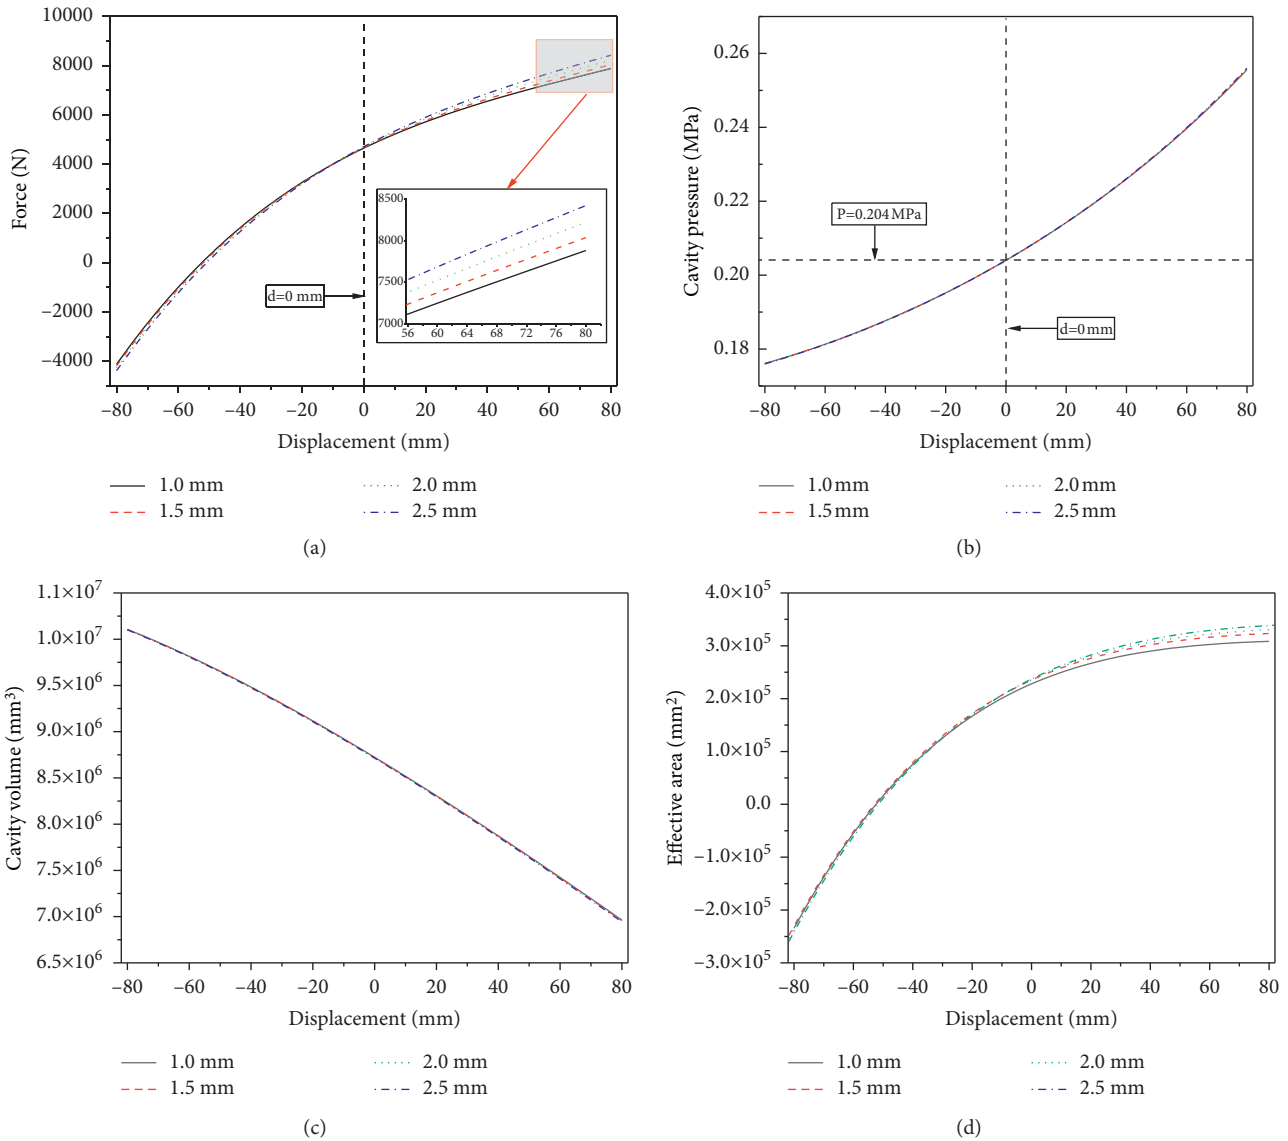 10000
8000
6000
4000
2000
0
−2000
−4000
Force (N)
−80 −60 −40 −20 0 20 40 60 80
Displacement (mm)
d=0 mm
8500
8000
7500
7000
56 60 64 68 72 76 80
1.0 mm
1.5 mm
2.0 mm
2.5 mm
(a)
0.26
0.24
0.22
0.20
0.18
Cavity pressure (MPa)
−80 −60 −40 −20 0 20 40 60 80
Displacement (mm)
P=0.204 MPa
d=0 mm
1.0 mm
1.5 mm
2.0 mm
2.5 mm
(b)
1.1×10⁷
1.0×10⁷
9.5×10⁶
9.0×10⁶
8.5×10⁶
8.0×10⁶
7.5×10⁶
7.0×10⁶
6.5×10⁶
Cavity volume (mm³)
−80 −60 −40 −20 0 20 40 60 80
Displacement (mm)
1.0 mm
1.5 mm
2.0 mm
2.5 mm
(c)
4.0×10⁵
3.0×10⁵
2.0×10⁵
1.0×10⁵
0.0
−1.0×10⁵
−2.0×10⁵
−3.0×10⁵
Effective area (mm²)
−80 −60 −40 −20 0 20 40 60 80
Displacement (mm)
1.0 mm
1.5 mm
2.0 mm
2.5 mm
(d)